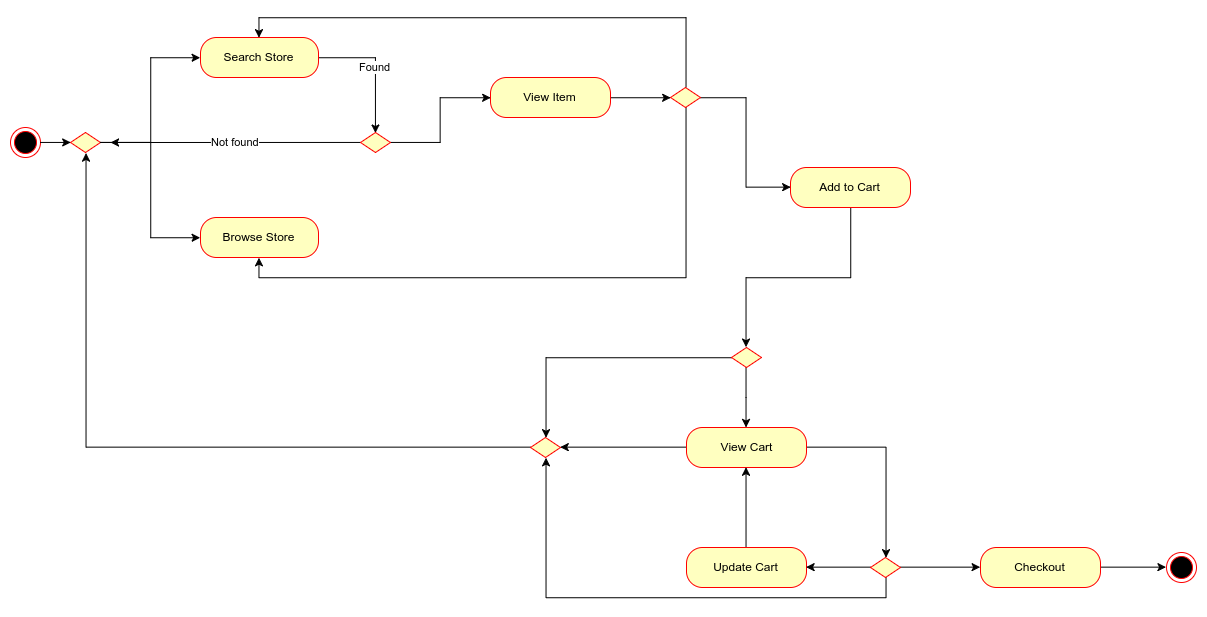 Search Store
Found
View Item
Not found
Add to Cart
Browse Store
View Cart
Update Cart
Checkout